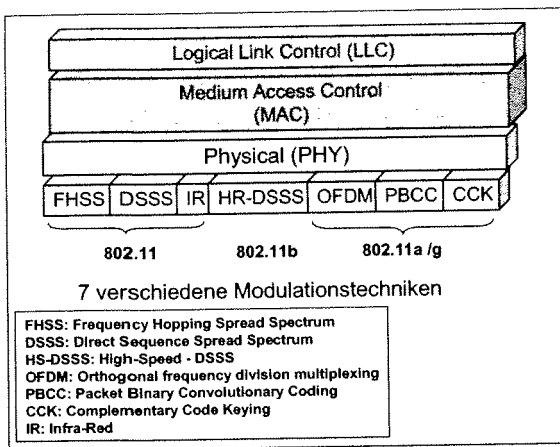 Logical Link Control (LLC)
Medium Access Control
(MAC)
Physical (PHY)
FHSS DSSS IR HR-DSSS OFDM PBCC CCK
802.11 802.11b 802.11a /g
7 verschiedene Modulationstechniken
FHSS: Frequency Hopping Spread Spectrum
DSSS: Direct Sequence Spread Spectrum
HS-DSSS: High-Speed - DSSS
OFDM: Orthogonal frequency division multiplexing
PBCC: Packet Binary Convolutionary Coding
CCK: Complementary Code Keying
IR: Infra-Red